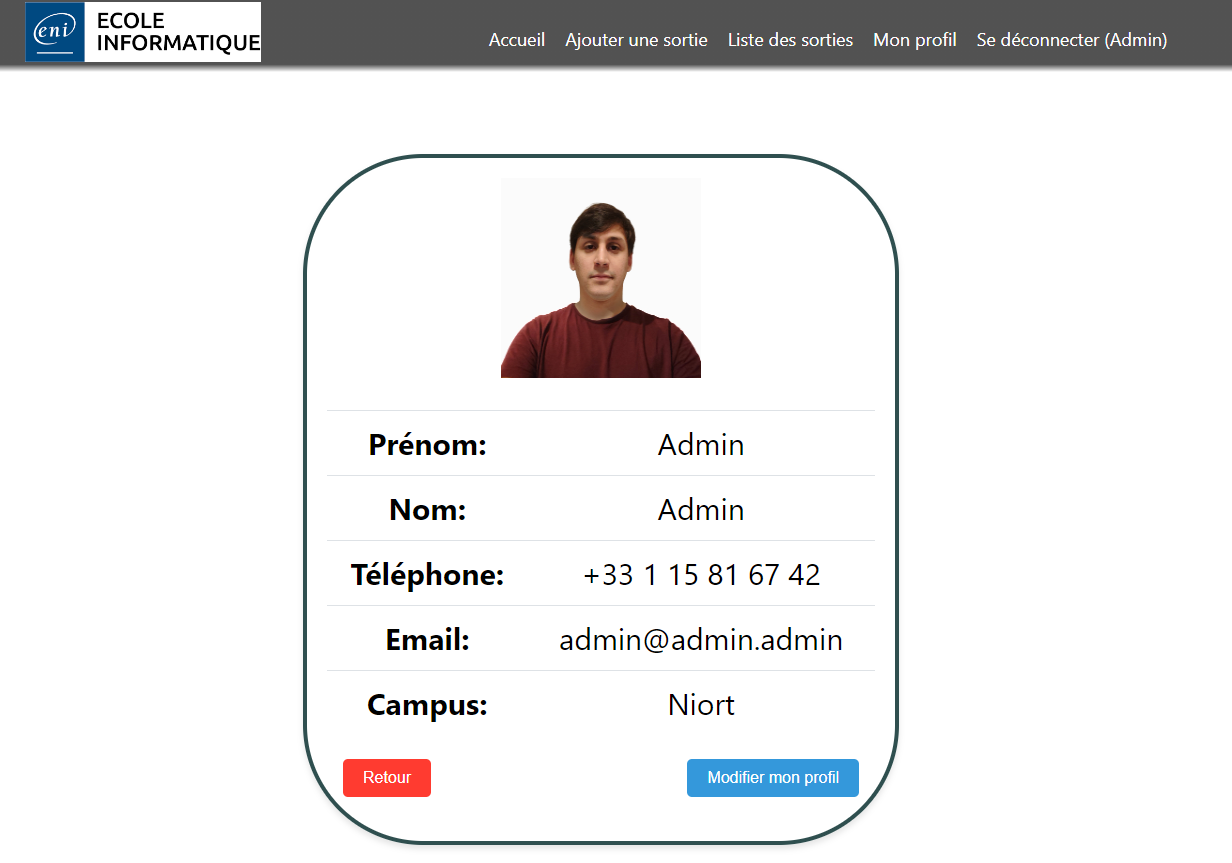 eni
ECOLE
INFORMATIQUE
Accueil Ajouter une sortie Liste des sorties Mon profil Se déconnecter (Admin)
Prénom: Admin
Nom: Admin
Téléphone: +33 1 15 81 67 42
Email: admin@admin.admin
Campus: Niort
Retour Modifier mon profil